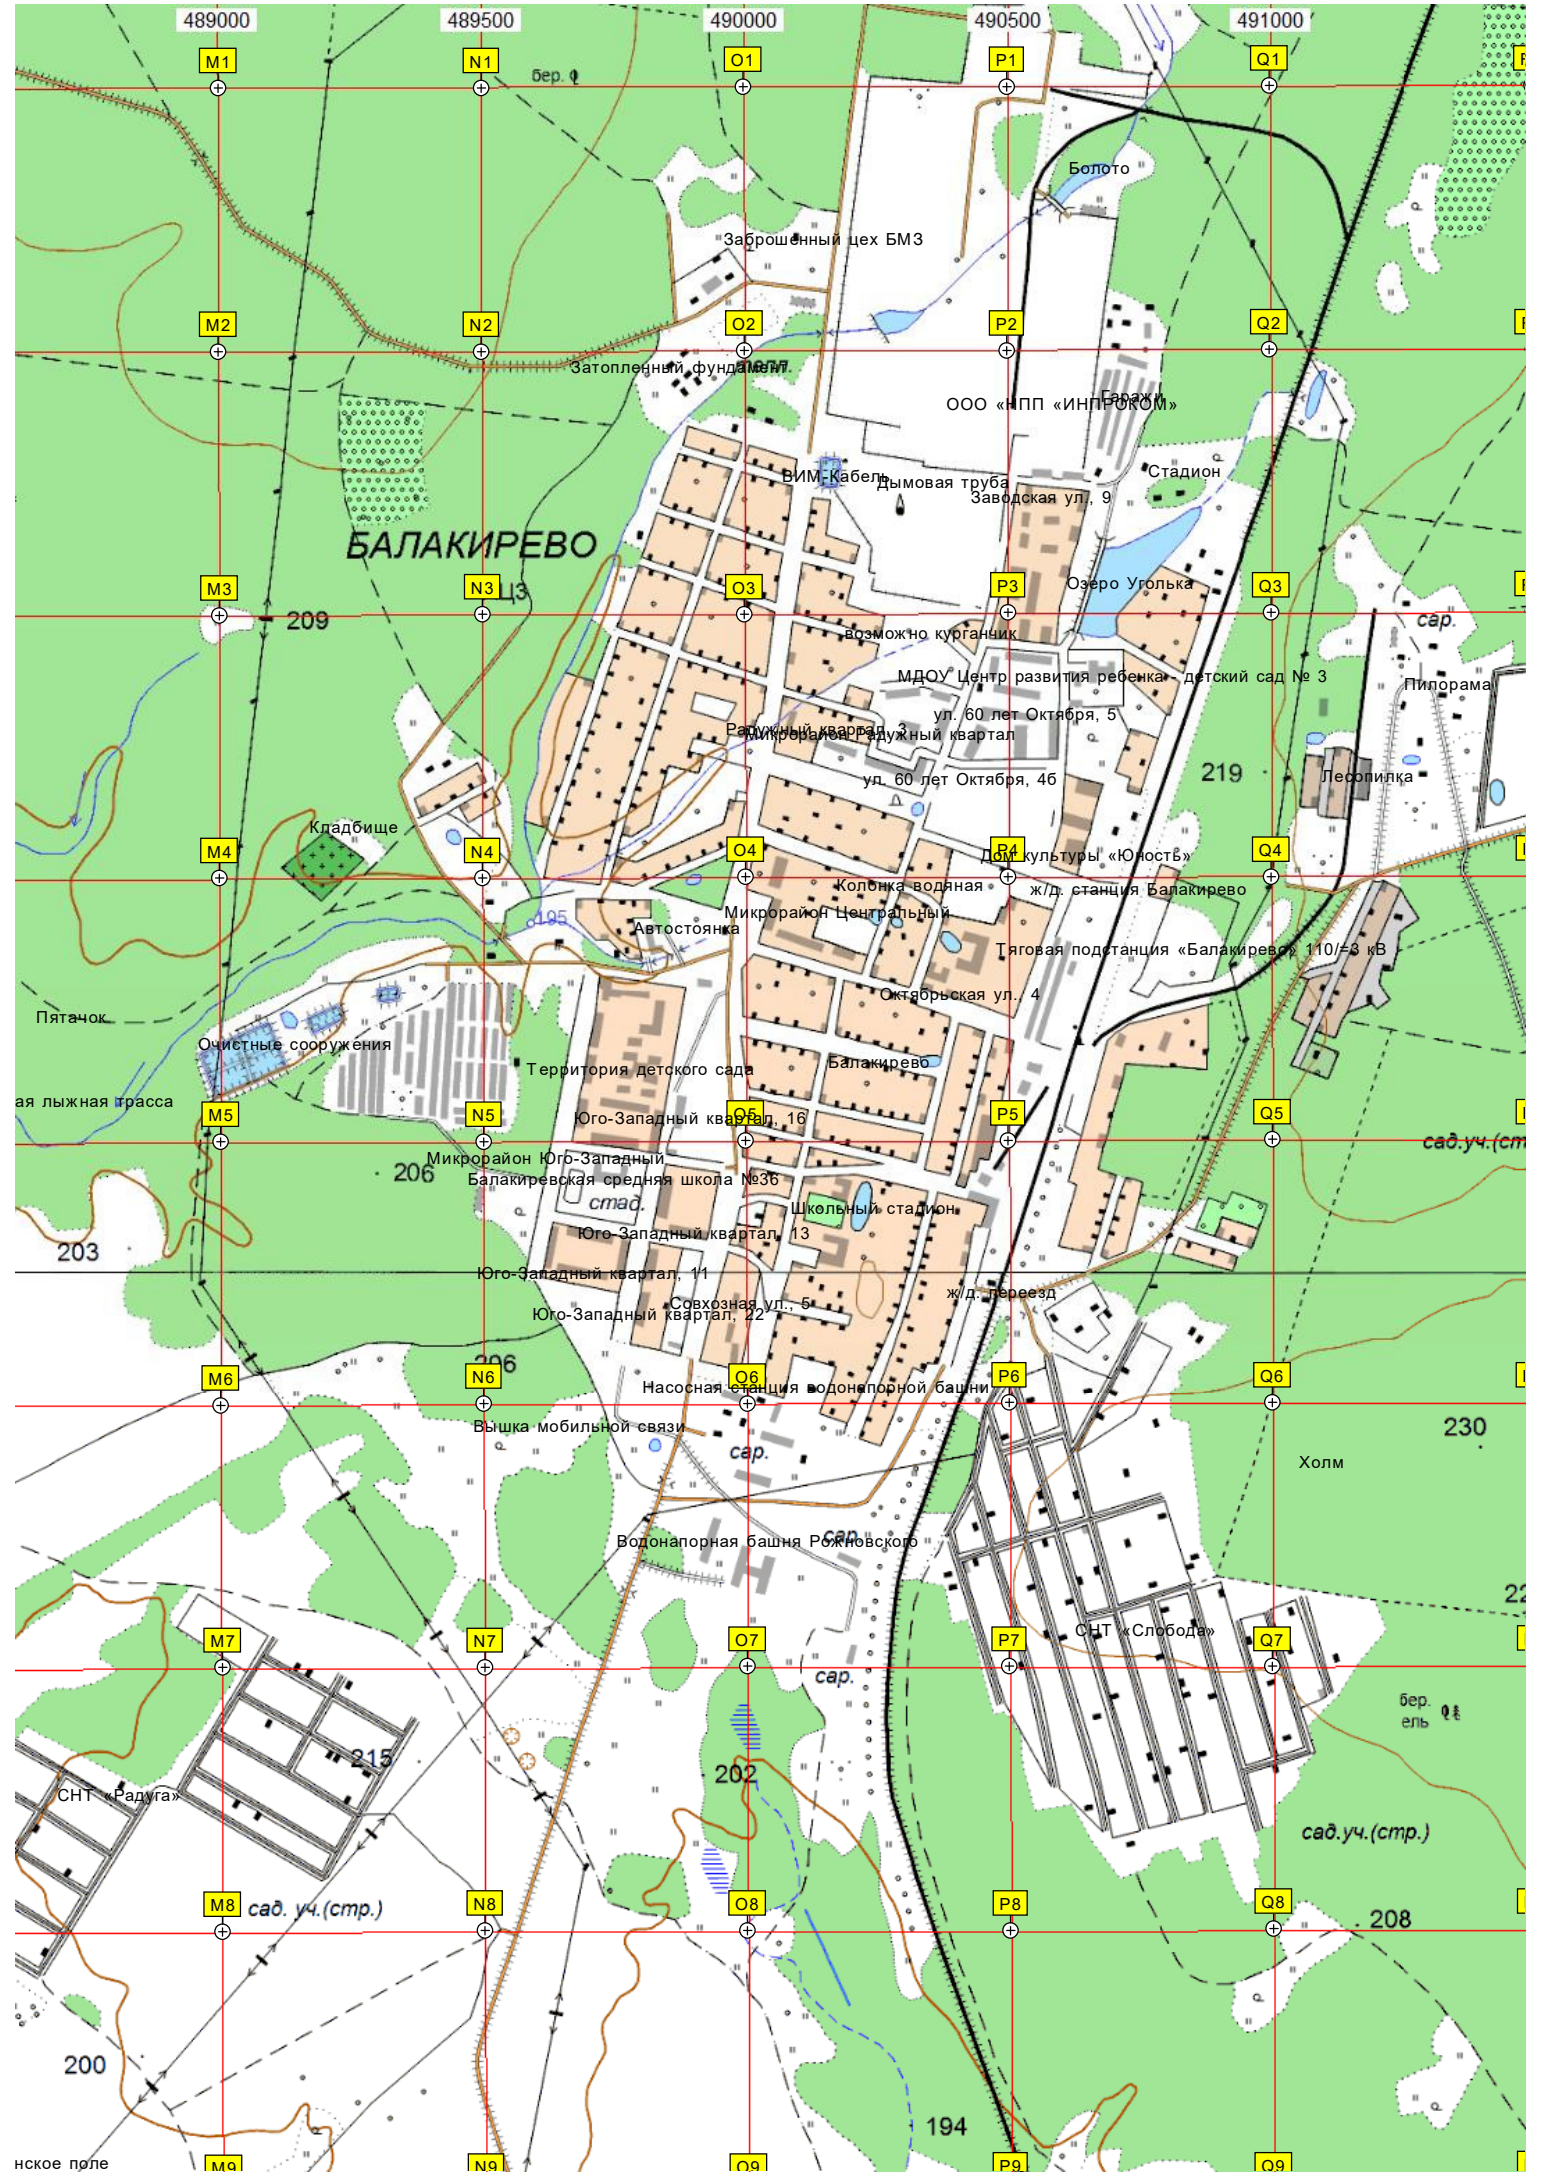 489000 489500 490000 490500 491000
M1 N1 O1 P1 Q1
бер.
Болото
Заброшенный цех БМЗ
M2 N2 O2 P2 Q2
Затопленный фундамент
Гаражи
ООО «НПП «ИНПРОКОМ»
Стадион
ВИМ-Кабель
Дымовая труба
Заводская ул., 9
БАЛАКИРЕВО
M3 N3 O3 P3 Q3
Озеро Уголька
ЦЗ
209
сар.
возможно курганчик
МДОУ Центр развития ребенка - детский сад № 3
Пилорама
ул. 60 лет Октября, 5
Радужный квартал, 3
Микрорайон Радужный квартал
219
Лесопилка
ул. 60 лет Октября, 4б
Кладбище
M4 N4 O4 P4 Q4
Дом культуры «Юность»
Колонка водяная
ж/д. станция Балакирево
Микрорайон Центральный
195
Автостоянка
Тяговая подстанция «Балакирево» 110/=3 кВ
Октябрьская ул., 4
Пятачок
Очистные сооружения
Балакирево
Территория детского сада
ая лыжная трасса
M5 N5 O5 P5 Q5
Юго-Западный квартал, 16
сад.уч.(ст
Микрорайон Юго-Западный
206
Балакиревская средняя школа №36
стад.
Школьный стадион
Юго-Западный квартал, 13
203
Юго-Западный квартал, 11
ж/д. переезд
Совхозная ул., 5
Юго-Западный квартал, 22
206
M6 N6 O6 P6 Q6
Насосная станция водонапорной башни
Вышка мобильной связи
230
сар.
Холм
сар.
Водонапорная башня Рожновского
22
СНТ «Слобода»
M7 N7 O7 P7 Q7
сар.
бер.
ель
215
202
СНТ «Радуга»
сад.уч.(стр.)
M8 N8 O8 P8 Q8
сад. уч.(стр.)
208
200
194
нское поле
M9 N9 O9 P9 Q9